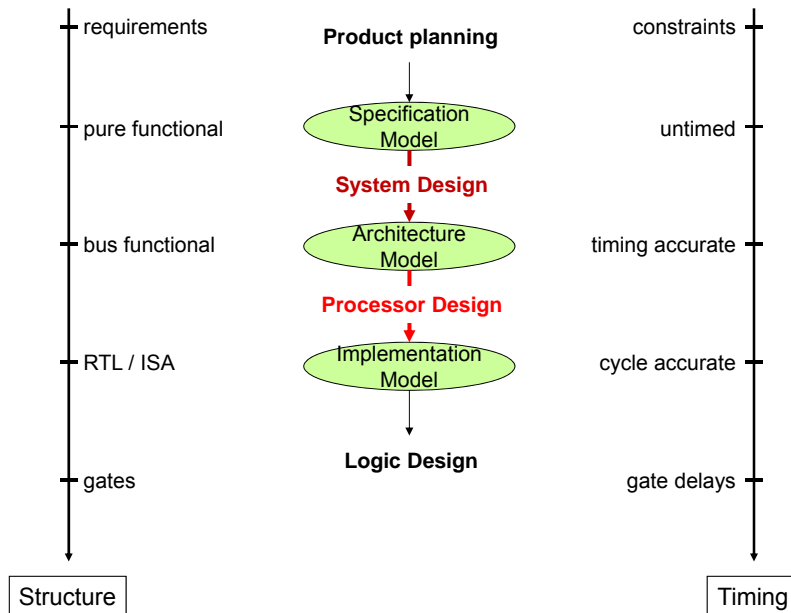 requirements
Product planning
constraints
pure functional
Specification
Model
untimed
System Design
bus functional
Architecture
Model
timing accurate
Processor Design
RTL / ISA
Implementation
Model
cycle accurate
Logic Design
gates
gate delays
Structure
Timing